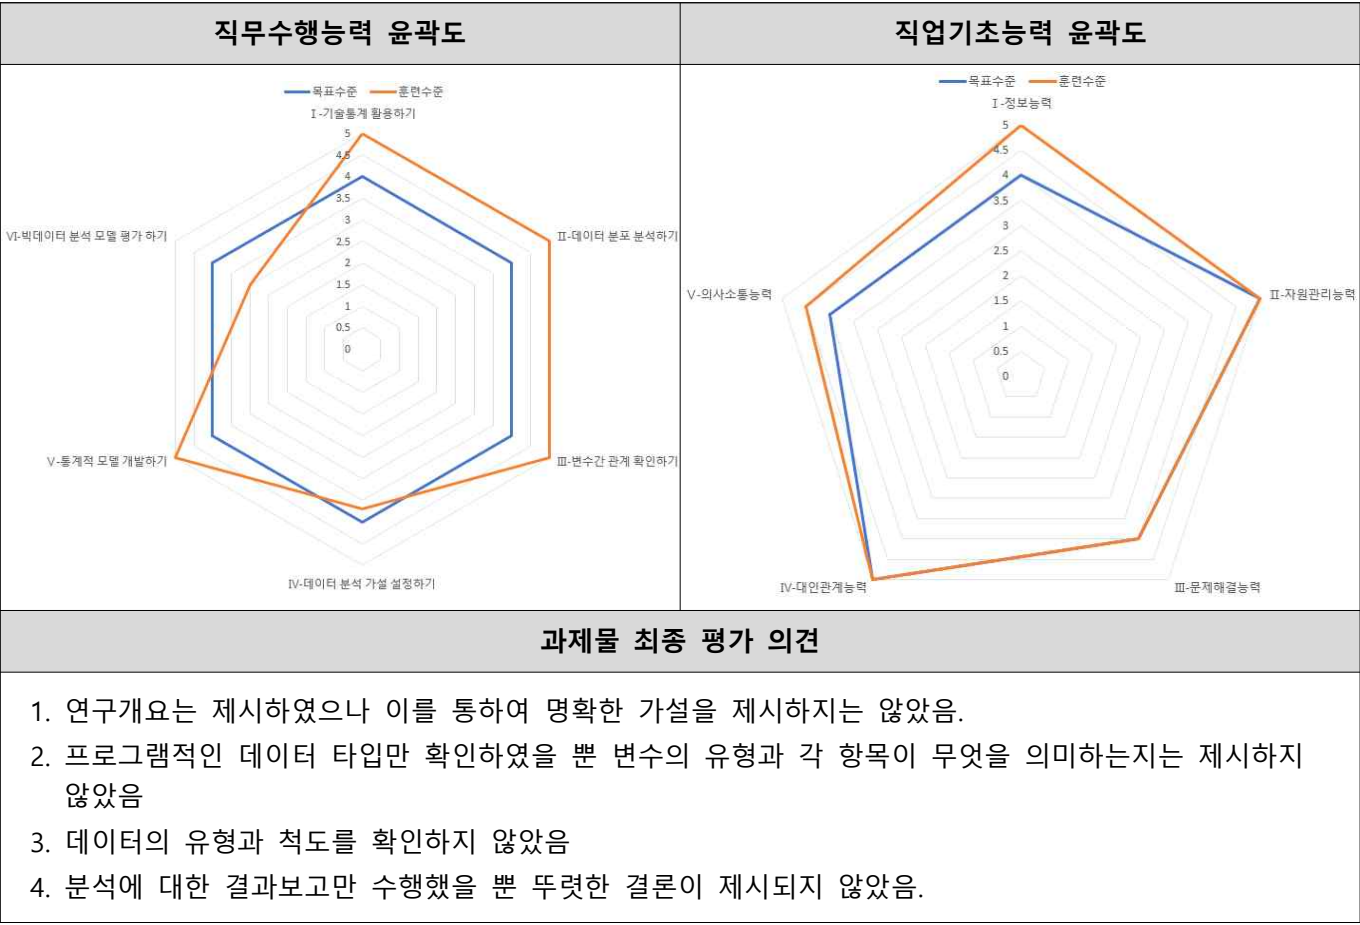 직무수행능력 윤곽도
직업기초능력 윤곽도
목표수준 훈련수준
Ⅰ-기술통계 활용하기
5
4.5
4
3.5
3
2.5
2
1.5
1
0.5
0
Ⅱ-데이터 분포 분석하기
Ⅲ-변수간 관계 확인하기
Ⅳ-데이터 분석 가설 설정하기
Ⅴ-통계적 모델 개발하기
Ⅵ-빅데이터 분석 모델 평가 하기
목표수준 훈련수준
Ⅰ-정보능력
5
4.5
4
3.5
3
2.5
2
1.5
1
0.5
0
Ⅱ-자원관리능력
Ⅲ-문제해결능력
Ⅳ-대인관계능력
Ⅴ-의사소통능력
과제물 최종 평가 의견
1. 연구개요는 제시하였으나 이를 통하여 명확한 가설을 제시하지는 않았음.
2. 프로그램적인 데이터 타입만 확인하였을 뿐 변수의 유형과 각 항목이 무엇을 의미하는지는 제시하지
않았음
3. 데이터의 유형과 척도를 확인하지 않았음
4. 분석에 대한 결과보고만 수행했을 뿐 뚜렷한 결론이 제시되지 않았음.